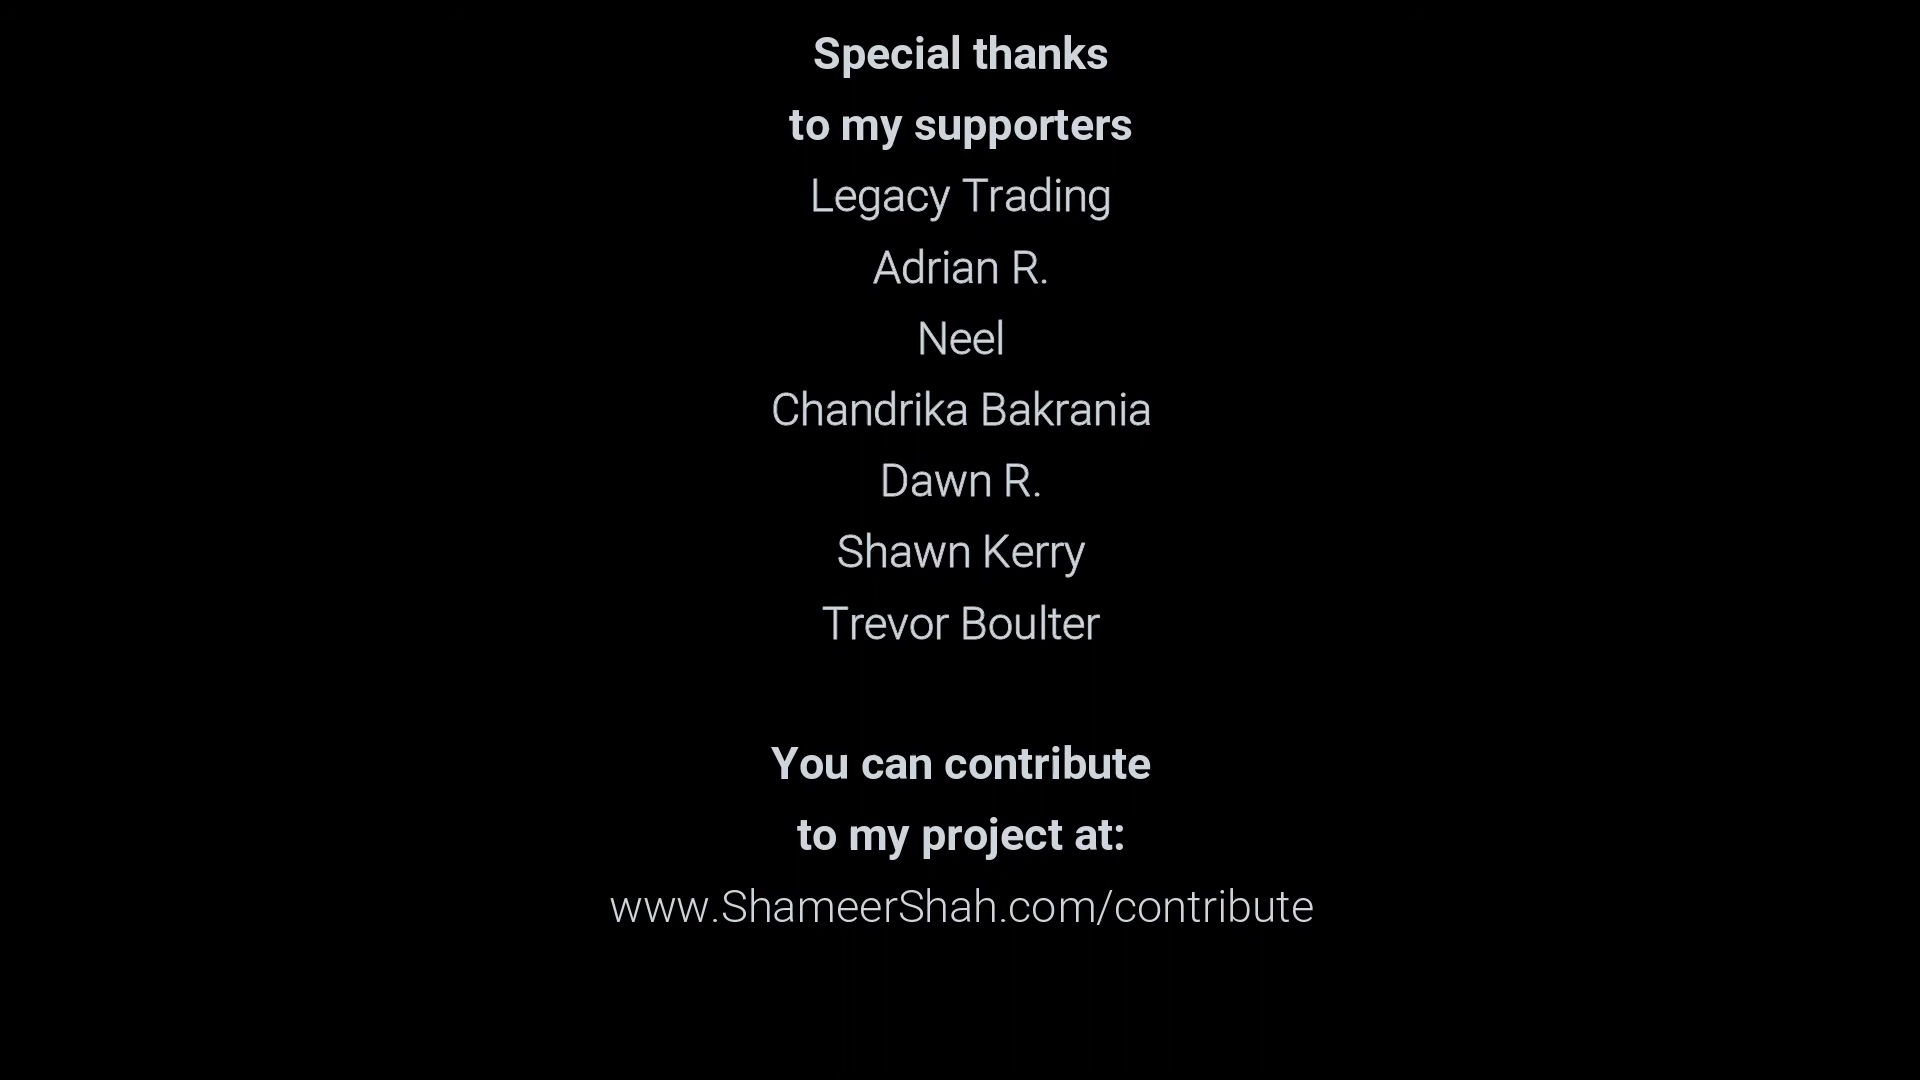 Special thanks
to my supporters
Legacy Trading
Adrian R.
Neel
Chandrika Bakrania
Dawn R.
Shawn Kerry
Trevor Boulter
You can contribute
to my project at:
www.ShameerShah.com/contribute